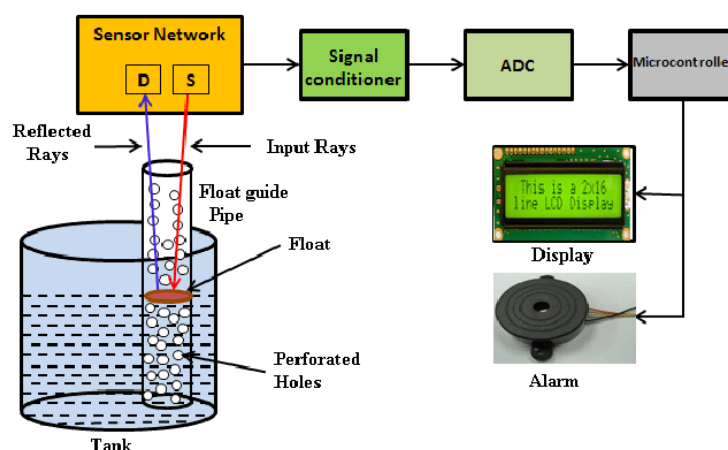 Sensor Network
D
S
Signal
conditioner
ADC
Microcontroller
Reflected
Rays
Input Rays
Float guide
Pipe
Float
This is a 2x16
line LCD Display
Display
Perforated
Holes
Alarm
Tank